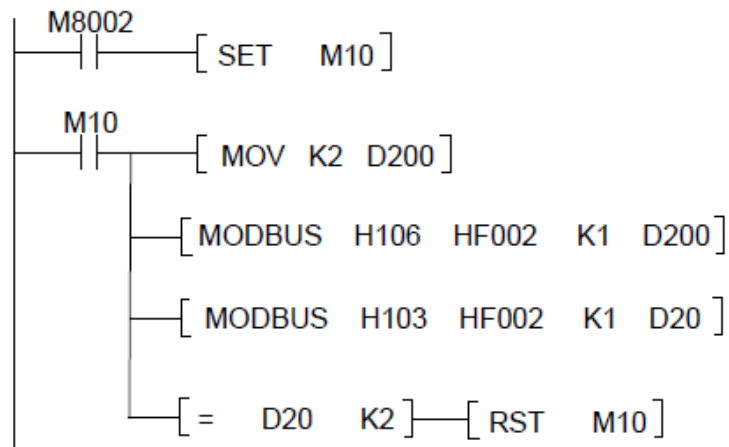 M8002
[ SET M10 ]
M10
[ MOV K2 D200 ]
[ MODBUS H106 HF002 K1 D200 ]
[ MODBUS H103 HF002 K1 D20 ]
[ = D20 K2 ] [ RST M10 ]